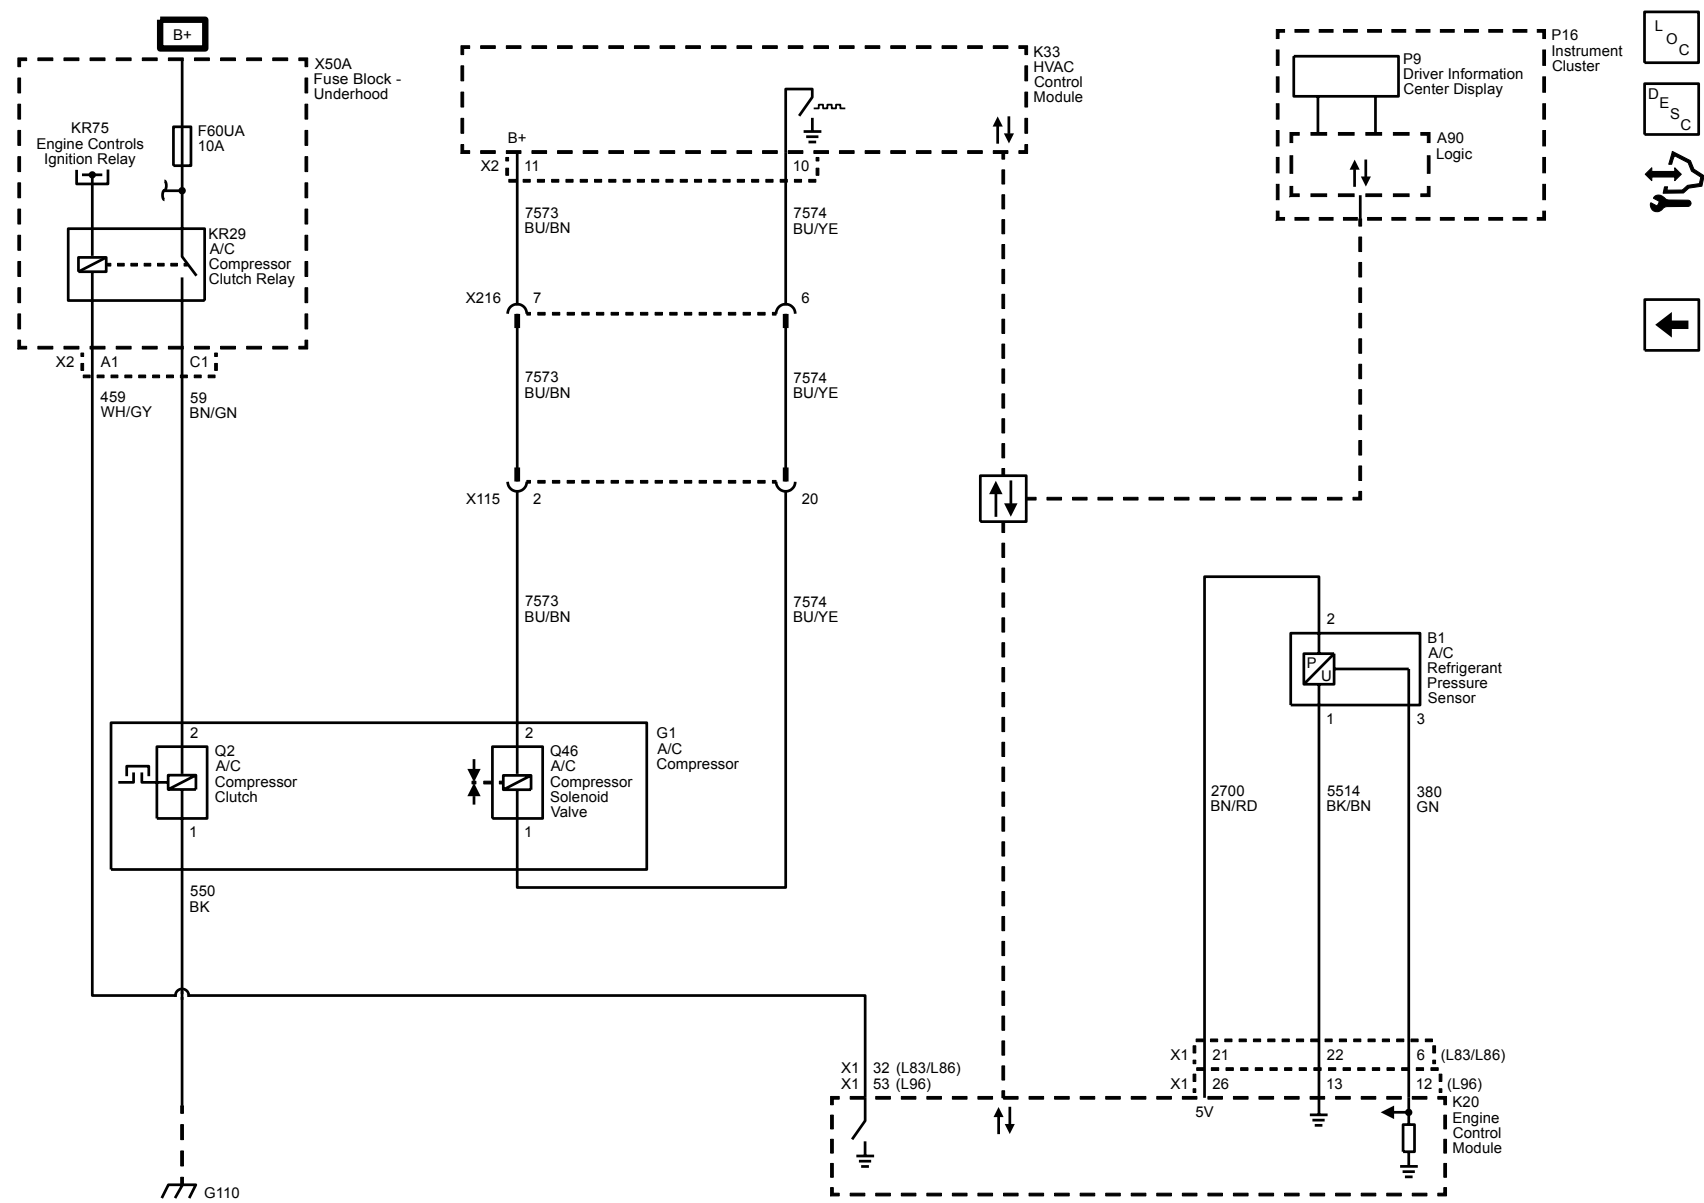 B+
X50A
Fuse Block -
Underhood
KR75
Engine Controls
Ignition Relay
F60UA
10A
KR29
A/C
Compressor
Clutch Relay
X2
A1
C1
459
WH/GY
59
BN/GN
K33
HVAC
Control
Module
B+
X2
11
10
7573
BU/BN
7574
BU/YE
X216
7
6
7573
BU/BN
7574
BU/YE
X115
2
20
7573
BU/BN
7574
BU/YE
P16
Instrument
Cluster
P9
Driver Information
Center Display
A90
Logic
L
O
C
D
E
S
C
2
Q2
A/C
Compressor
Clutch
1
2
Q46
A/C
Compressor
Solenoid
Valve
1
G1
A/C
Compressor
550
BK
G110
2
B1
A/C
Refrigerant
Pressure
Sensor
P
U
1
3
2700
BN/RD
5514
BK/BN
380
GN
X1
32 (L83/L86)
X1
53 (L96)
X1
21
22
6
(L83/L86)
X1
26
13
12
(L96)
5V
K20
Engine
Control
Module